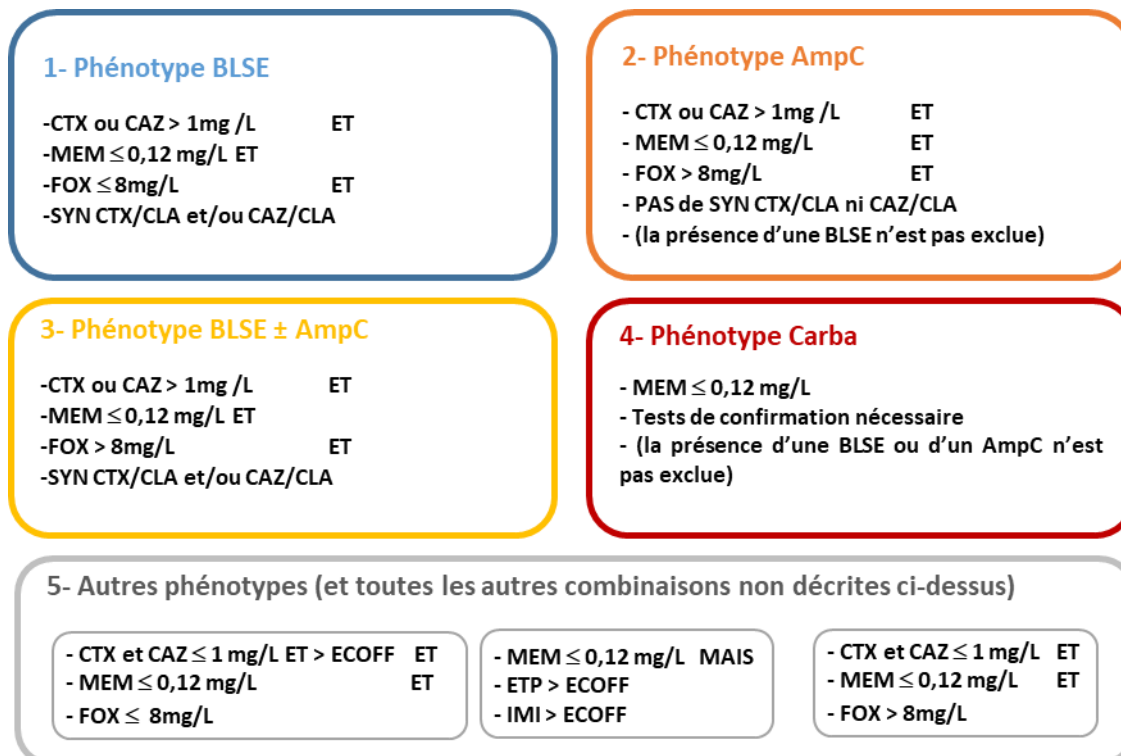 1- Phénotype BLSE
-CTX ou CAZ > 1mg /L ET
-MEM ≤ 0,12 mg/L ET
-FOX ≤ 8mg/L ET
-SYN CTX/CLA et/ou CAZ/CLA
2- Phénotype AmpC
- CTX ou CAZ > 1mg/L ET
- MEM ≤ 0,12 mg/L ET
- FOX > 8mg/L ET
- PAS de SYN CTX/CLA ni CAZ/CLA
- (la présence d'une BLSE n'est pas exclue)
3- Phénotype BLSE ± AmpC
-CTX ou CAZ > 1mg /L ET
-MEM ≤ 0,12 mg/L ET
-FOX > 8mg/L ET
-SYN CTX/CLA et/ou CAZ/CLA
4- Phénotype Carba
- MEM ≤ 0,12 mg/L
- Tests de confirmation nécessaire
- (la présence d'une BLSE ou d'un AmpC n'est
pas exclue)
5- Autres phénotypes (et toutes les autres combinaisons non décrites ci-dessus)
- CTX et CAZ ≤ 1 mg/L ET > ECOFF ET
- MEM ≤ 0,12 mg/L ET
- FOX ≤ 8mg/L
- MEM ≤ 0,12 mg/L MAIS
- ETP > ECOFF
- IMI > ECOFF
- CTX et CAZ ≤ 1 mg/L ET
- MEM ≤ 0,12 mg/L ET
- FOX > 8mg/L